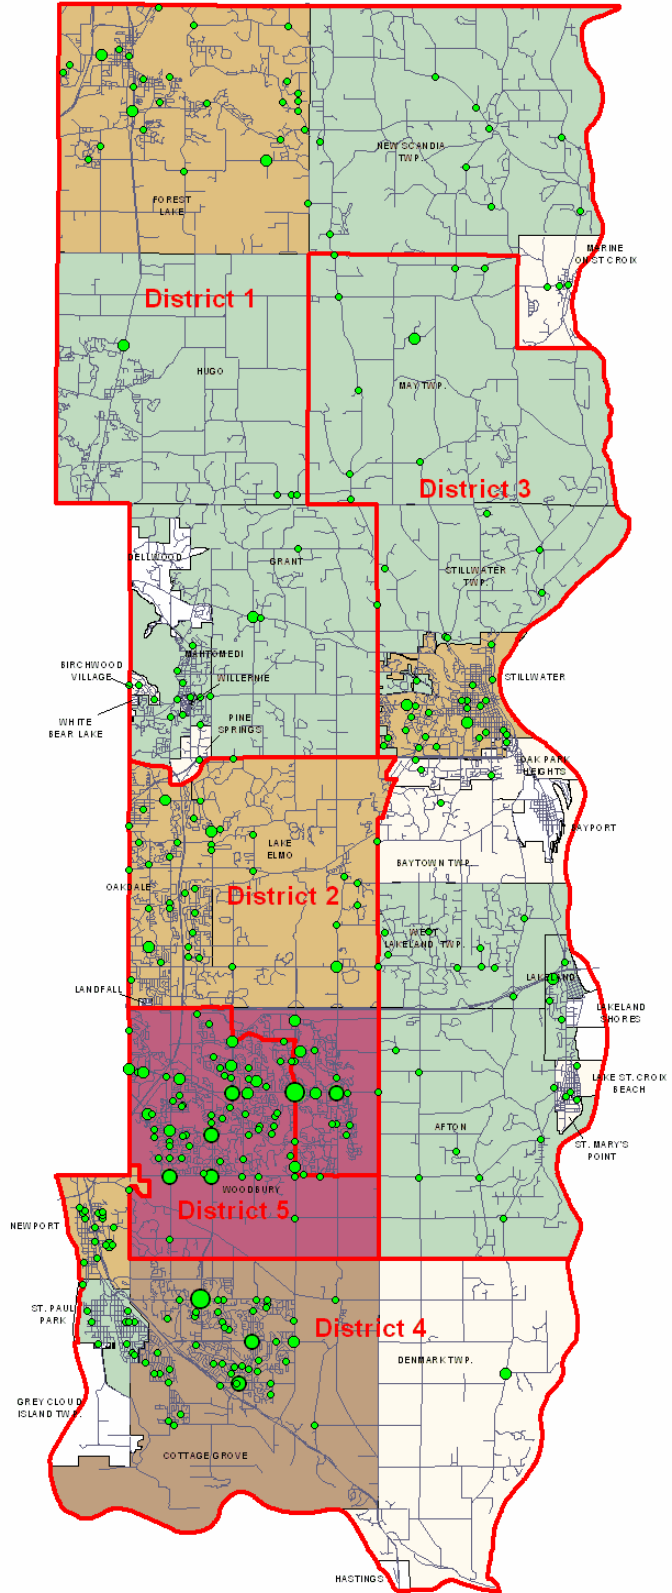 NEW SCANDIA
TWP.
FOREST
LAKE
MARINE
ON ST CROIX
District 1
HUGO
MAY TWP.
District 3
DELLWOOD
GRANT
STILLWATER
TWP.
MAHTOMEDI
BIRCHWOOD
VILLAGE
WILLERNIE
STILLWATER
WHITE
BEAR LAKE
PINE
SPRINGS
OAK PARK
HEIGHTS
BAYPORT
LAKE
ELMO
BAYTOWN TWP.
OAKDALE
District 2
WEST
LAKELAND TWP.
LAKELAND
LANDFALL
LAKELAND
SHORES
LAKE ST. CROIX
BEACH
AFTON
ST. MARY'S
POINT
WOODBURY
District 5
NEWPORT
ST. PAUL
PARK
District 4
DENMARK TWP.
GREY CLOUD
ISLAND TWP.
COTTAGE GROVE
HASTINGS